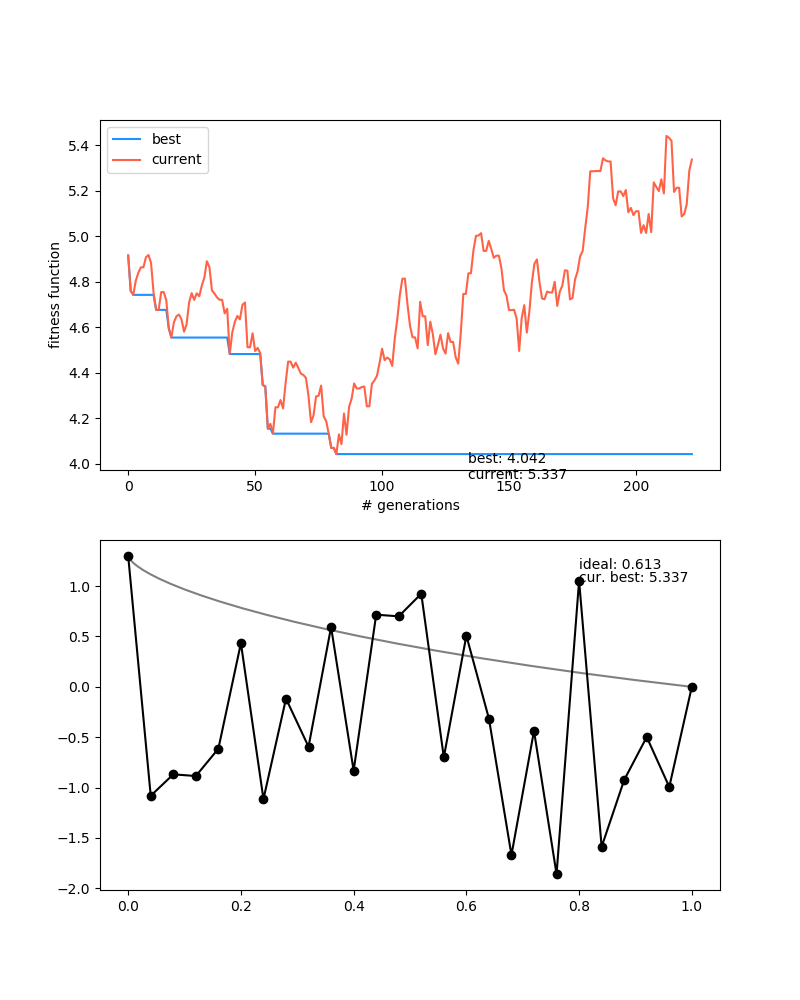 best
current
5.4
5.2
5.0
4.8
4.6
4.4
4.2
4.0
fitness function
best: 4.042
current: 5.337
0 50 100 150 200
# generations
ideal: 0.613
cur. best: 5.337
1.0
0.5
0.0
−0.5
−1.0
−1.5
−2.0
0.0 0.2 0.4 0.6 0.8 1.0